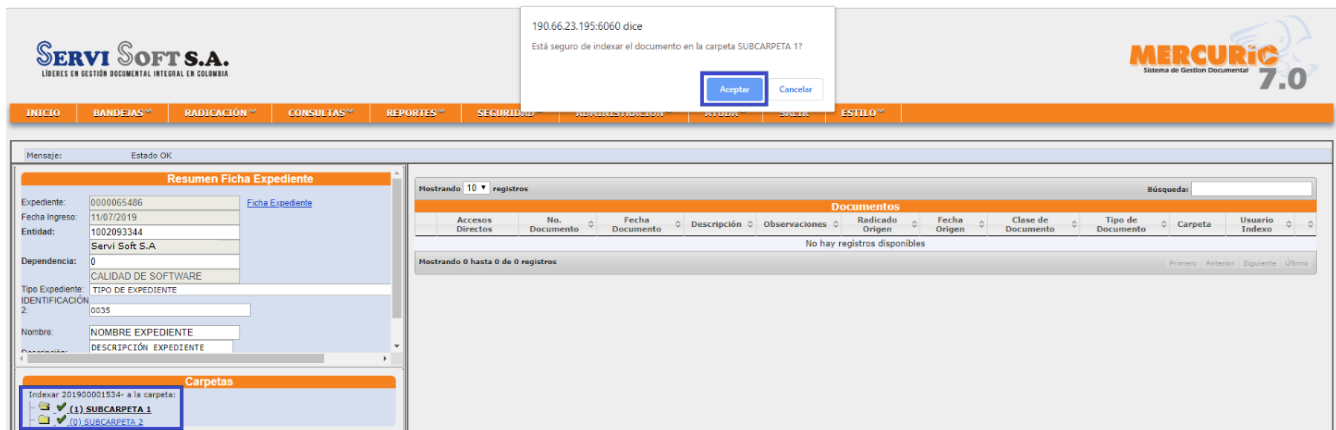 190.66.23.195:6060 dice
Está seguro de indexar el documento en la carpeta SUBCARPETA 1?
Aceptar Cancelar
SERVI SOFT S.A.
LÍDERES EN GESTIÓN DOCUMENTAL INTEGRAL EN COLOMBIA
MERCURIO
Sistema de Gestion Documental
7.0
INICIO BANDEJAS RADICACIÓN CONSULTAS REPORTES SEGURIDAD ADMINISTRACIÓN AYUDA SALIR ESTILO
Mensaje: Estado OK
Resumen Ficha Expediente
Expediente: 0000065486 Ficha Expediente
Fecha Ingreso: 11/07/2019
Entidad: 1002093344
Servi Soft S.A
Dependencia: 0
CALIDAD DE SOFTWARE
Tipo Expediente: TIPO DE EXPEDIENTE
IDENTIFICACIÓN
2: 0035
Nombre: NOMBRE EXPEDIENTE
Descripción: DESCRIPCIÓN EXPEDIENTE
Carpetas
Indexar 201900001534- a la carpeta:
(1) SUBCARPETA 1
(0) SUBCARPETA 2
Mostrando 10 registros Búsqueda:
Documentos
Accesos Directos No. Documento Fecha Documento Descripción Observaciones Radicado Origen Fecha Origen Clase de Documento Tipo de Documento Carpeta Usuario Indexo
No hay registros disponibles
Mostrando 0 hasta 0 de 0 registros Primero Anterior Siguiente Último